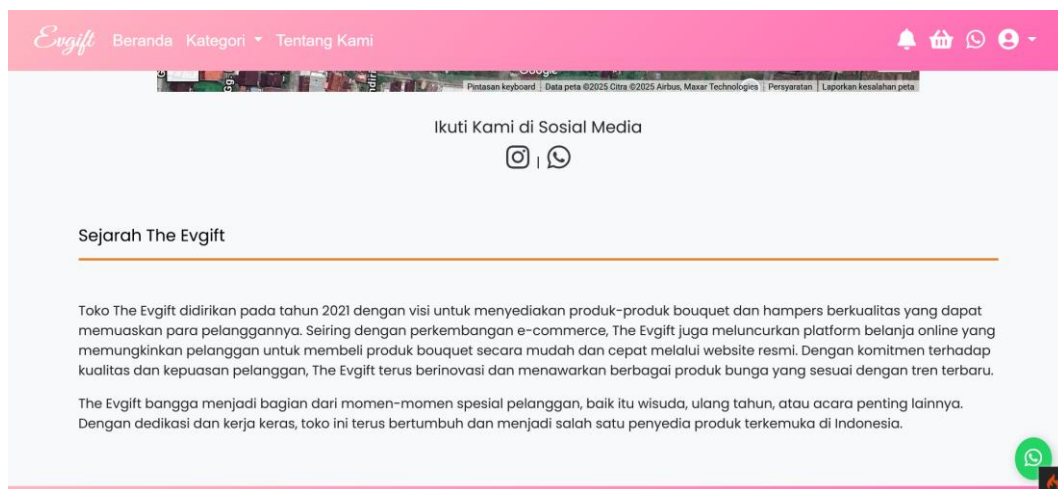 Evgift Beranda Kategori Tentang Kami
Google
Pintasan keyboard Data peta ©2025 Citra ©2025 Airbus, Maxar Technologies Persyaratan Laporkan kesalahan peta
Ikuti Kami di Sosial Media
|
Sejarah The Evgift
Toko The Evgift didirikan pada tahun 2021 dengan visi untuk menyediakan produk-produk bouquet dan hampers berkualitas yang dapat
memuaskan para pelanggannya. Seiring dengan perkembangan e-commerce, The Evgift juga meluncurkan platform belanja online yang
memungkinkan pelanggan untuk membeli produk bouquet secara mudah dan cepat melalui website resmi. Dengan komitmen terhadap
kualitas dan kepuasan pelanggan, The Evgift terus berinovasi dan menawarkan berbagai produk bunga yang sesuai dengan tren terbaru.
The Evgift bangga menjadi bagian dari momen-momen spesial pelanggan, baik itu wisuda, ulang tahun, atau acara penting lainnya.
Dengan dedikasi dan kerja keras, toko ini terus bertumbuh dan menjadi salah satu penyedia produk terkemuka di Indonesia.